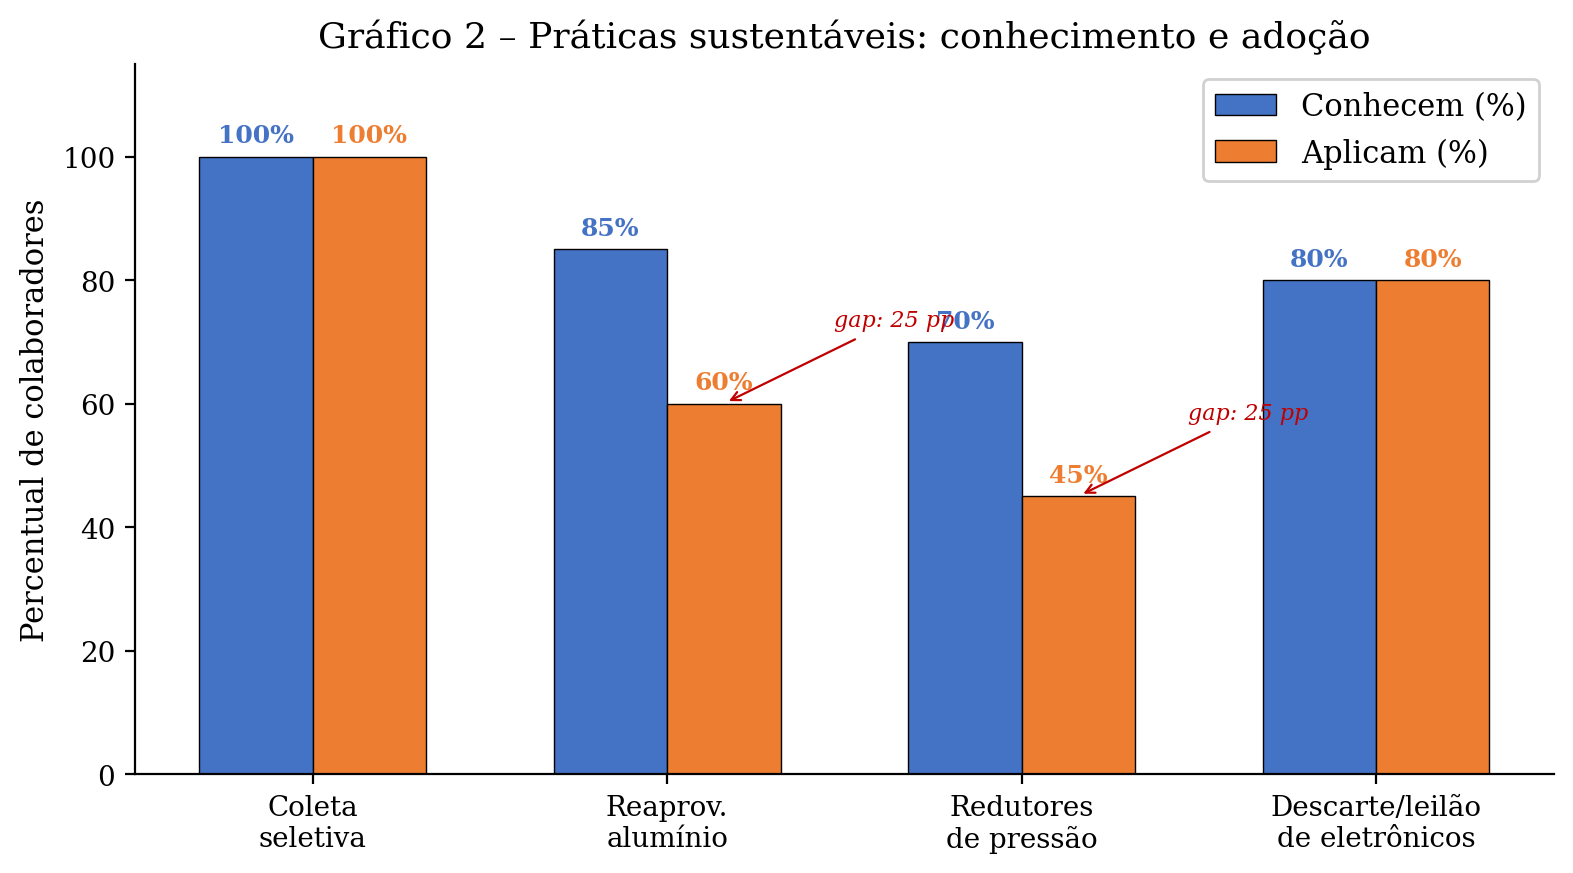 Gráfico 2 – Práticas sustentáveis: conhecimento e adoção
Conhecem (%)
Aplicam (%)
Percentual de colaboradores
100
80
60
40
20
0
100%
100%
85%
60%
gap: 25 pp
70%
45%
gap: 25 pp
80%
80%
Coleta
seletiva
Reaprov.
alumínio
Redutores
de pressão
Descarte/leilão
de eletrônicos